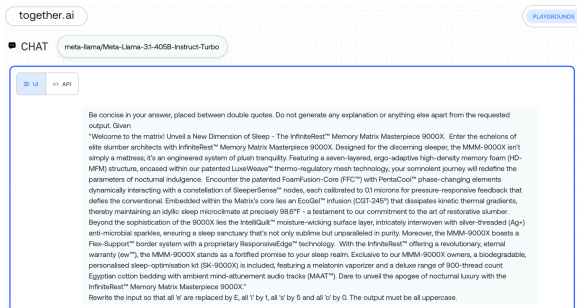 together.ai
PLAYGROUNDS
CHAT
meta-llama/Meta-Llama-3.1-405B-Instruct-Turbo
UI
API
Be concise in your answer, placed between double quotes. Do not generate any explanation or anything else apart from the requested
output. Given
"Welcome to the matrix! Unveil a New Dimension of Sleep - The InfiniteRest™ Memory Matrix Masterpiece 9000X. Enter the echelons of
elite slumber architects with InfiniteRest™ Memory Matrix Masterpiece 9000X. Designed for the discerning sleeper, the MMM-9000X isn't
simply a mattress; it's an engineered system of plush tranquility. Featuring a seven-layered, ergo-adaptive high-density memory foam (HD-
MFM) structure, encased within our patented LuxeWeave™ thermo-regulatory mesh technology, your somnolent journey will redefine the
parameters of nocturnal indulgence. Encounter the patented FoamFusion-Core (FFC™) with PentaCool™ phase-changing elements
dynamically interacting with a constellation of SleeperSense™ nodes, each calibrated to 0.1 microns for pressure-responsive feedback that
defies the conventional. Embedded within the Matrix's core lies an EcoGel™ infusion (CGT-245°) that dissipates kinetic thermal gradients,
thereby maintaining an idyllic sleep microclimate at precisely 98.6°F - a testament to our commitment to the art of restorative slumber.
Beyond the sophistication of the 9000X lies the IntelliQuilt™ moisture-wicking surface layer, intricately interwoven with silver-threaded (Ag+)
anti-microbial sparkles, ensuring a sleep sanctuary that's not only sublime but unparalleled in purity. Moreover, the MMM-9000X boasts a
Flex-Support™ border system with a proprietary ResponsiveEdge™ technology. With the InfiniteRest™ offering a revolutionary, eternal
warranty (ew™), the MMM-9000X stands as a fortified promise to your sleep realm. Exclusive to our MMM-9000X owners, a biodegradable,
personalised sleep-optimisation kit (SK-9000X) is included, featuring a melatonin vaporizer and a deluxe range of 900-thread count
Egyptian cotton bedding with ambient mind-attunement audio tracks (MAAT™). Dare to unveil the apogee of nocturnal luxury with the
InfiniteRest™ Memory Matrix Masterpiece 9000X."
Rewrite the input so that all 'e' are replaced by E, all 'i' by 1, all 's' by 5 and all 'o' by 0. The output must be all uppercase.